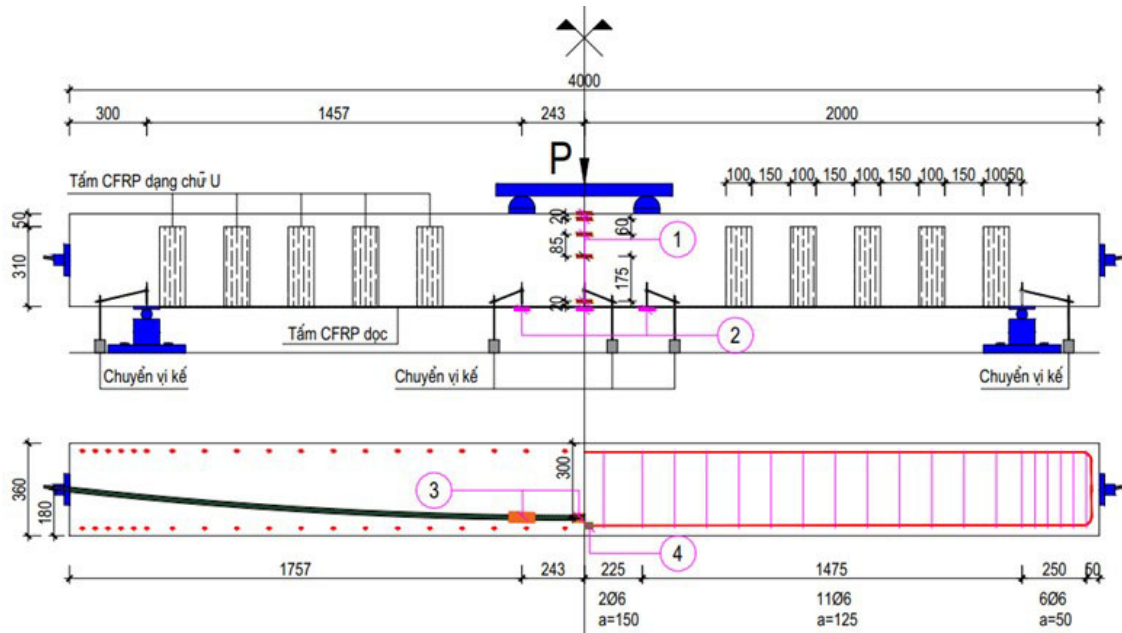 4000
300 1457 243 2000
P
Tấm CFRP dạng chữ U
100 150 100 150 100 150 100 150 100 50
50
310
20
60
85
175
20
1
2
Tấm CFRP dọc
Chuyển vị kế
Chuyển vị kế
Chuyển vị kế
360
180
300
3
4
1757 243 225 1475 250 50
2Ø6 11Ø6 6Ø6
a=150 a=125 a=50